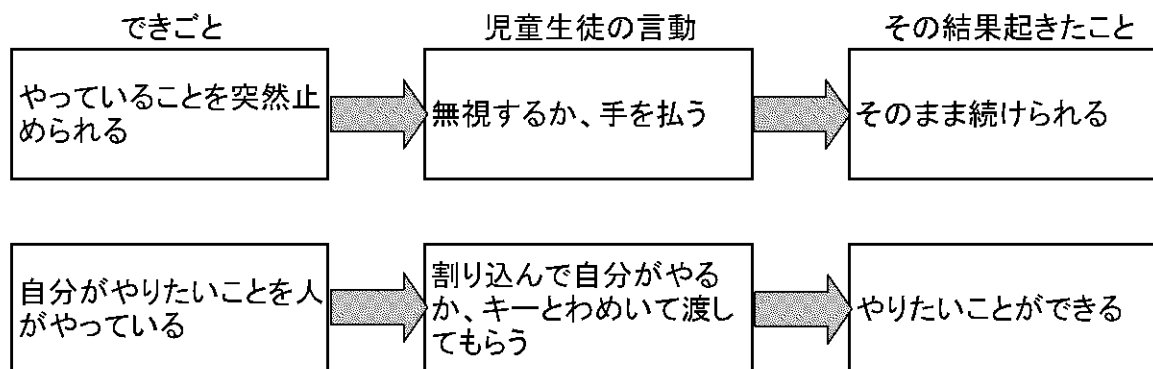 できごと
児童生徒の言動
その結果起きたこと
やっていることを突然止
められる
無視するか、手を払う
そのまま続けられる
自分がやりたいことを人
がやっている
割り込んで自分がやる
か、キーとわめいて渡し
てもらう
やりたいことができる